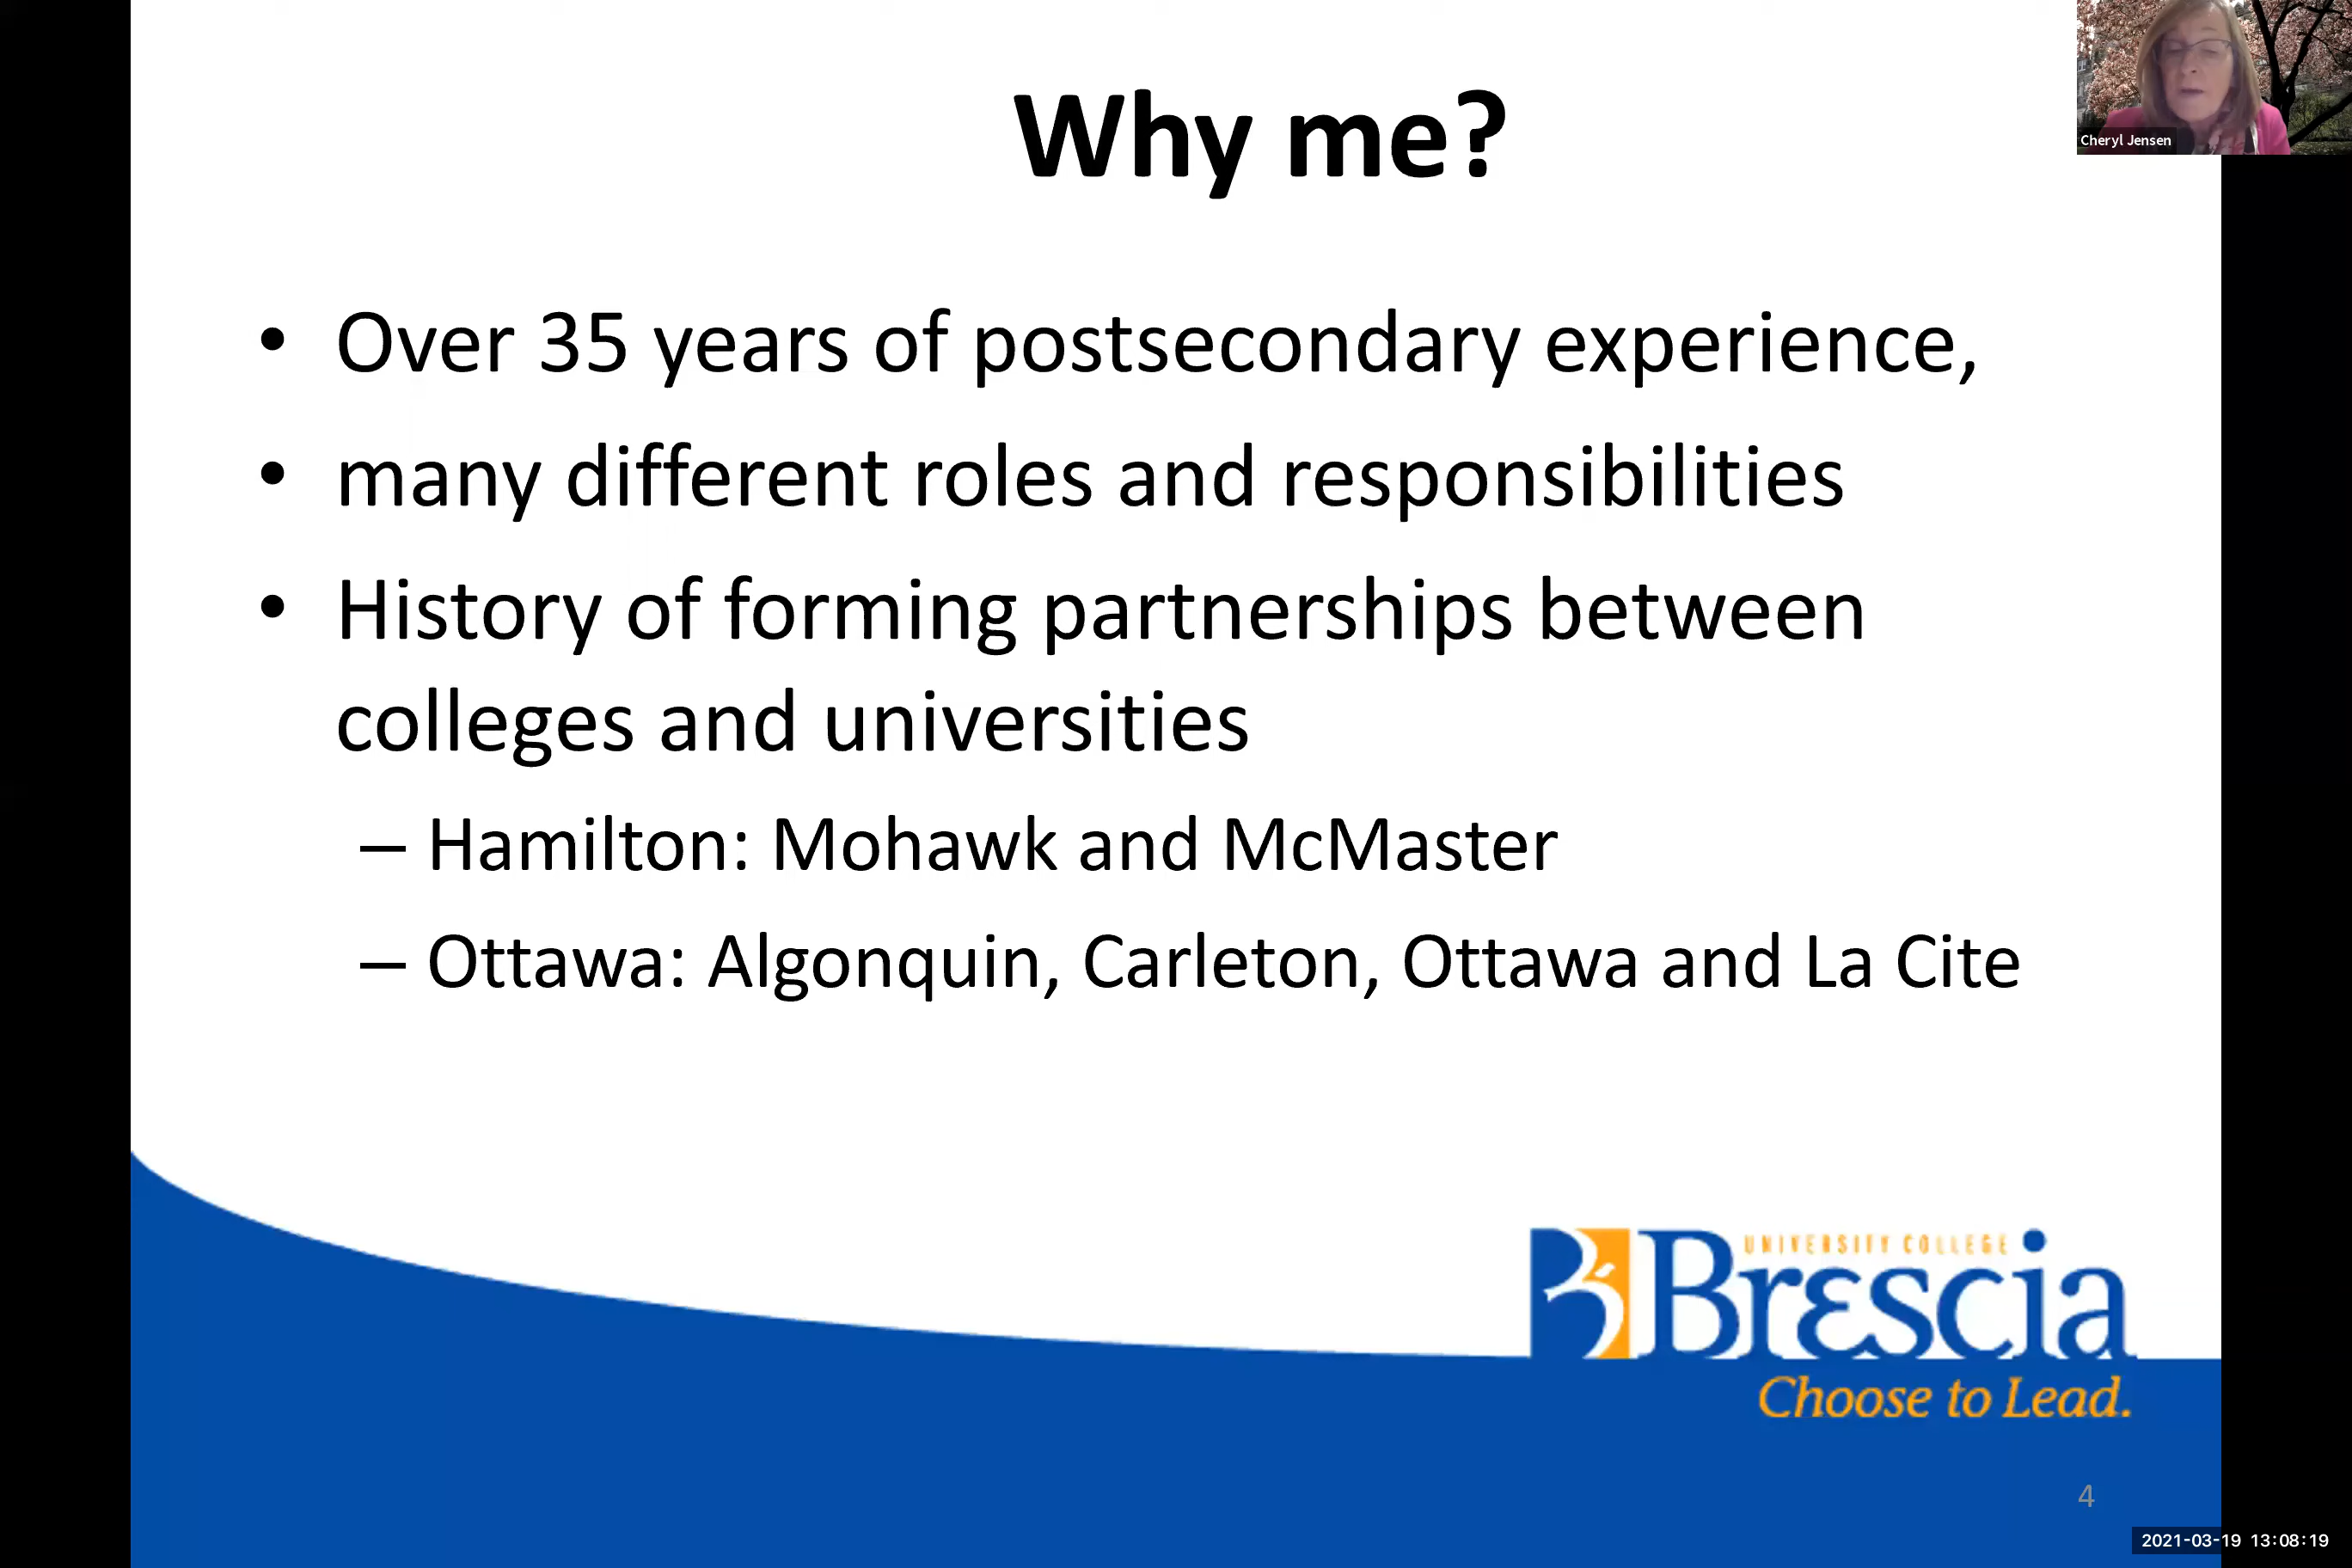 Why me?
Cheryl Jensen
• Over 35 years of postsecondary experience,
• many different roles and responsibilities
• History of forming partnerships between
colleges and universities
– Hamilton: Mohawk and McMaster
– Ottawa: Algonquin, Carleton, Ottawa and La Cite
UNIVERSITY COLLEGE
Brescia
Choose to Lead.
4
2021-03-19 13:08:19